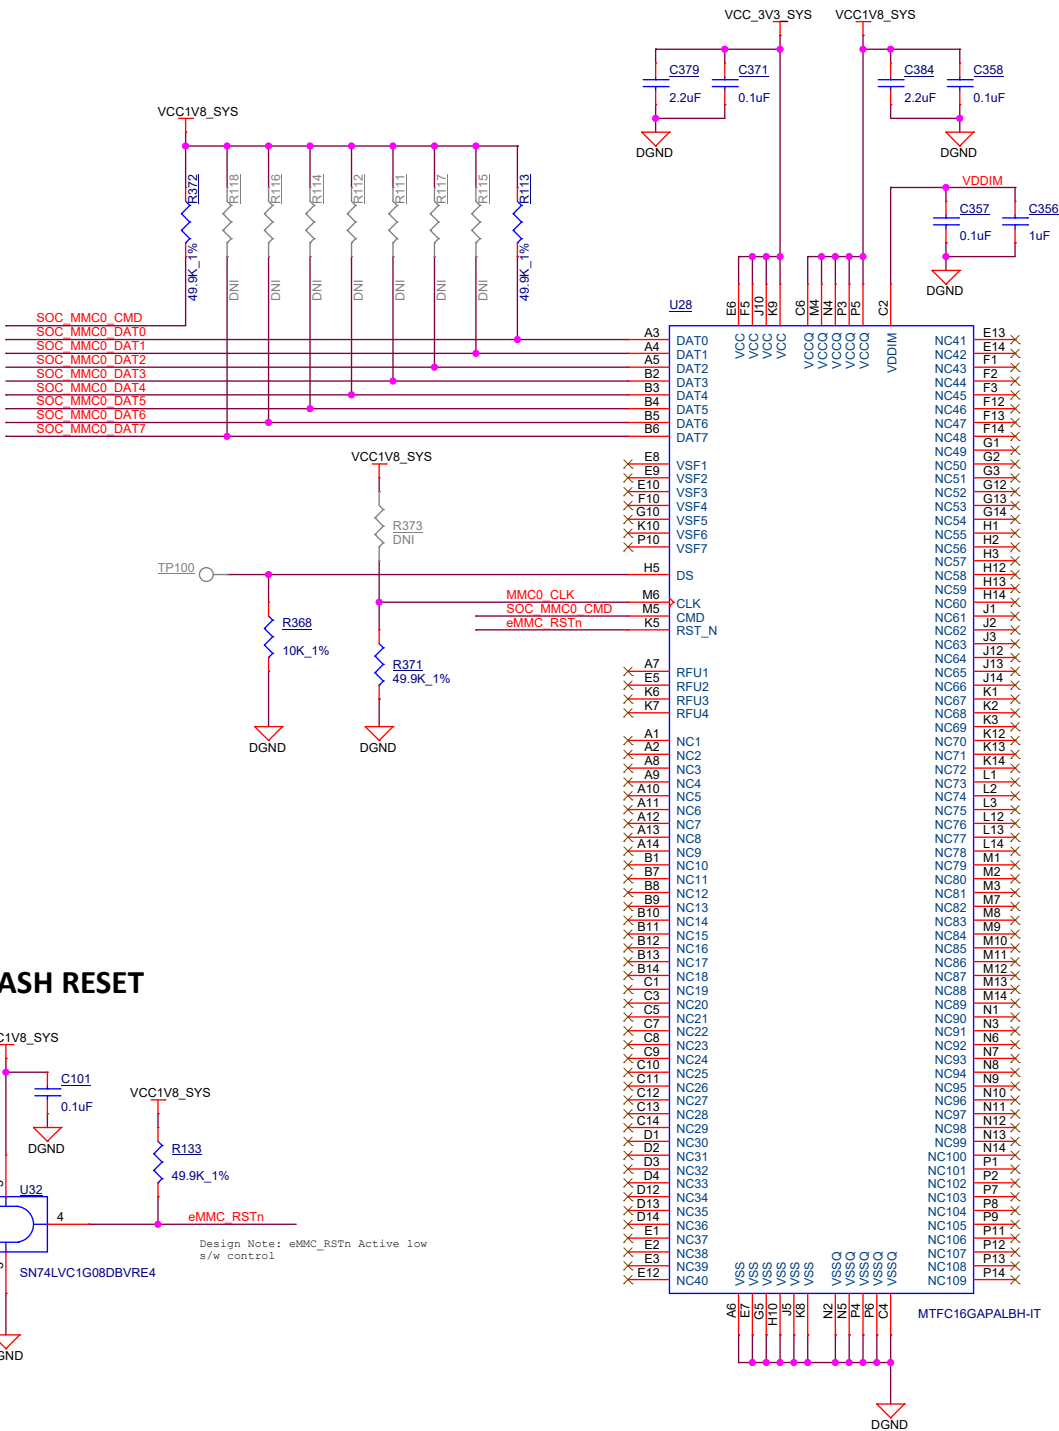 VCC_3V3_SYS VCC1V8_SYS
C379 C371 C384 C358
2.2uF 0.1uF 2.2uF 0.1uF
DGND DGND
VCC1V8_SYS
R372 R118 R116 R114 R112 R111 R117 R115 R113
49.9K_1% DNI DNI DNI DNI DNI DNI DNI 49.9K_1%
VDDIM
C357 C356
0.1uF 1uF
DGND
U28
E6 F5 J10 K9 C6 M4 N4 P3 P5 C2
VCC VCC VCC VCC VCCQ VCCQ VCCQ VCCQ VCCQ VDDIM
SOC_MMC0_CMD
SOC_MMC0_DAT0 A3 DAT0
SOC_MMC0_DAT1 A4 DAT1
SOC_MMC0_DAT2 A5 DAT2
SOC_MMC0_DAT3 B2 DAT3
SOC_MMC0_DAT4 B3 DAT4
SOC_MMC0_DAT5 B4 DAT5
SOC_MMC0_DAT6 B5 DAT6
SOC_MMC0_DAT7 B6 DAT7
VCC1V8_SYS
E8 VSF1
E9 VSF2
E10 VSF3
F10 VSF4
G10 VSF5
K10 VSF6
P10 VSF7
R373
DNI
TP100 H5 DS
MMC0_CLK M6 CLK
SOC_MMC0_CMD M5 CMD
eMMC_RSTn K5 RST_N
R368
10K_1%
R371
49.9K_1%
DGND DGND
A7 RFU1
E5 RFU2
K6 RFU3
K7 RFU4
A1 NC1
A2 NC2
A8 NC3
A9 NC4
A10 NC5
A11 NC6
A12 NC7
A13 NC8
A14 NC9
B1 NC10
B7 NC11
B8 NC12
B9 NC13
B10 NC14
B11 NC15
B12 NC16
B13 NC17
B14 NC18
C1 NC19
C3 NC20
C5 NC21
C7 NC22
C8 NC23
C9 NC24
C10 NC25
C11 NC26
C12 NC27
C13 NC28
C14 NC29
D1 NC30
D2 NC31
D3 NC32
D4 NC33
D12 NC34
D13 NC35
D14 NC36
E1 NC37
E2 NC38
E3 NC39
E12 NC40
NC41 E13
NC42 E14
NC43 F1
NC44 F2
NC45 F3
NC46 F12
NC47 F13
NC48 F14
NC49 G1
NC50 G2
NC51 G3
NC52 G12
NC53 G13
NC54 G14
NC55 H1
NC56 H2
NC57 H3
NC58 H12
NC59 H13
NC60 H14
NC61 J1
NC62 J2
NC63 J3
NC64 J12
NC65 J13
NC66 J14
NC67 K1
NC68 K2
NC69 K3
NC70 K12
NC71 K13
NC72 K14
NC73 L1
NC74 L2
NC75 L3
NC76 L12
NC77 L13
NC78 L14
NC79 M1
NC80 M2
NC81 M3
NC82 M7
NC83 M8
NC84 M9
NC85 M10
NC86 M11
NC87 M12
NC88 M13
NC89 M14
NC90 N1
NC91 N3
NC92 N6
NC93 N7
NC94 N8
NC95 N9
NC96 N10
NC97 N11
NC98 N12
NC99 N13
NC100 N14
NC101 P1
NC102 P2
NC103 P7
NC104 P8
NC105 P9
NC106 P11
NC107 P12
NC108 P13
NC109 P14
VSS VSS VSS VSS VSS VSS VSSQ VSSQ VSSQ VSSQ VSSQ
A6 E7 G5 H10 J5 K8 N2 N5 P4 P6 C4
MTFC16GAPALBH-IT
DGND
ASH RESET
C1V8_SYS
C101
0.1uF
DGND
VCC1V8_SYS
R133
49.9K_1%
U32
4
eMMC_RSTn
Design Note: eMMC_RSTn Active low
s/w control
SN74LVC1G08DBVRE4
GND